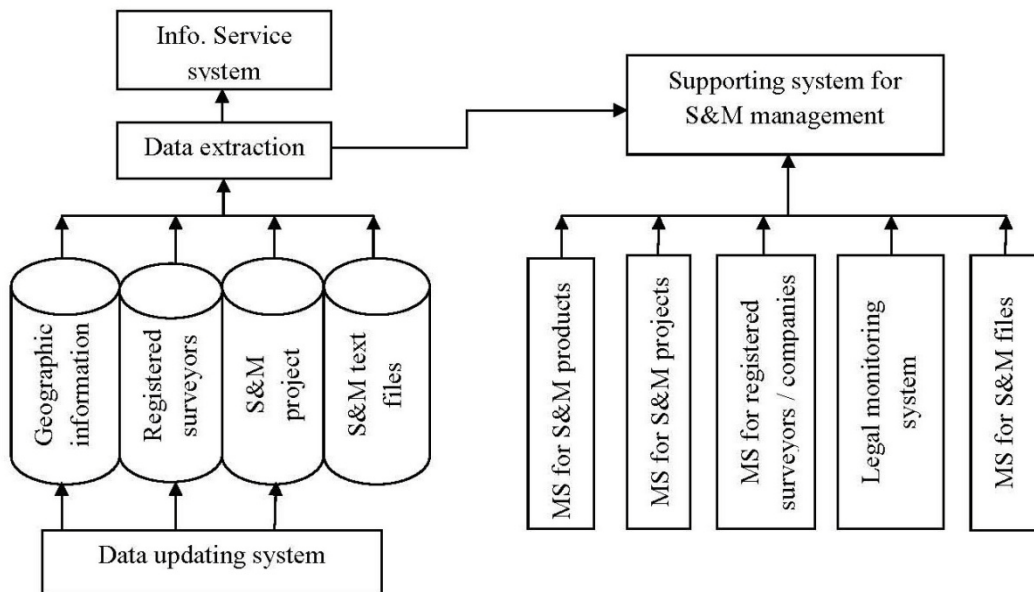 Info. Service
system
Supporting system for
S&M management
Data extraction
Geographic
information
Registered
surveyors
S&M
project
S&M text
files
MS for S&M products
MS for S&M projects
MS for registered
surveyors / companies
Legal monitoring
system
MS for S&M files
Data updating system